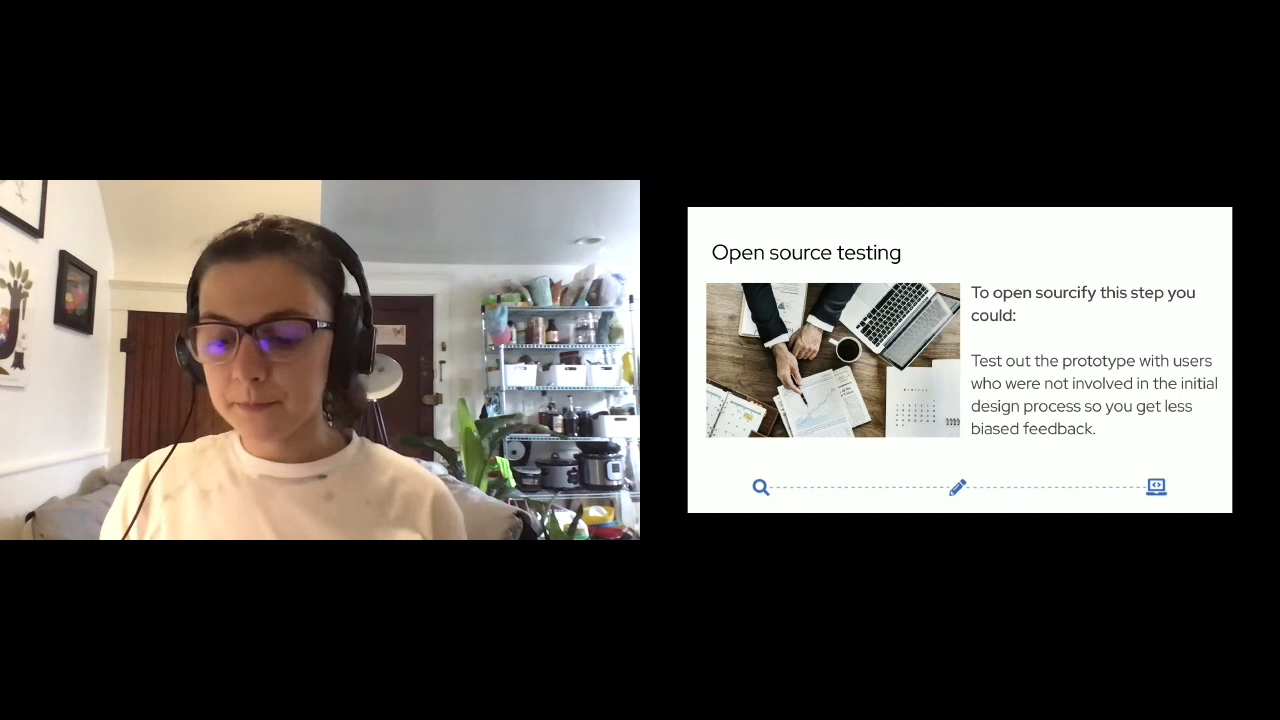 Open source testing
To open sourcify this step you
could:
Test out the prototype with users
who were not involved in the initial
design process so you get less
biased feedback.